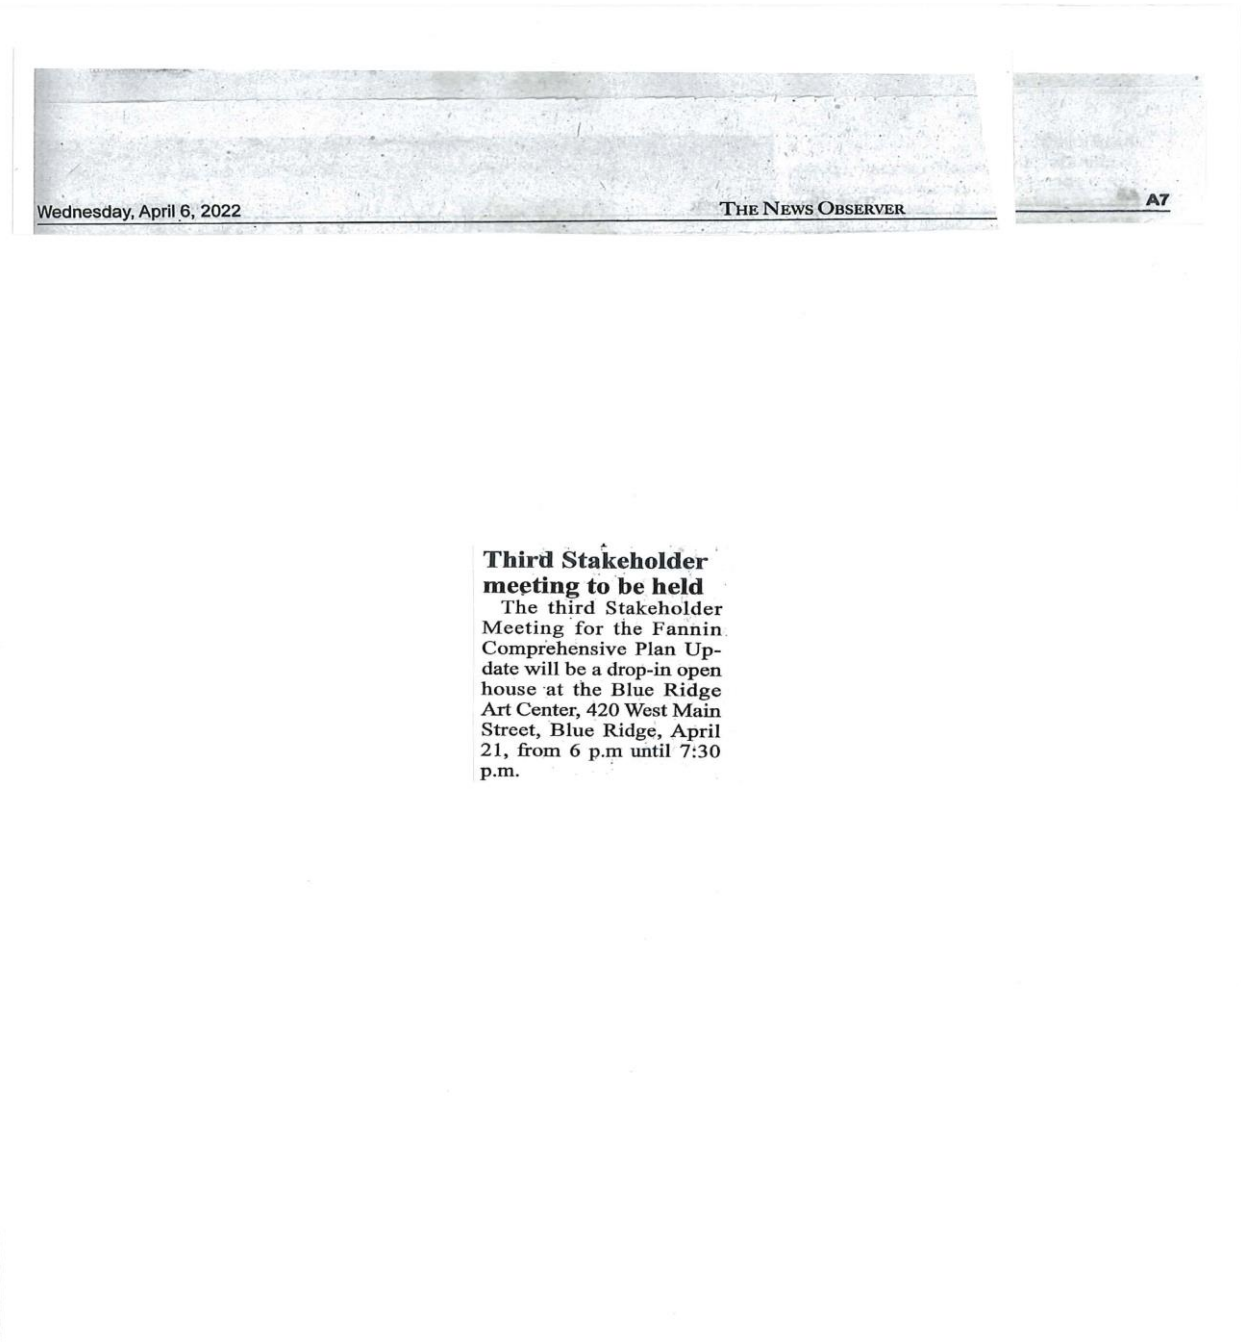 Wednesday, April 6, 2022 THE NEWS OBSERVER A7
Third Stakeholder
meeting to be held
The third Stakeholder
Meeting for the Fannin
Comprehensive Plan Up-
date will be a drop-in open
house at the Blue Ridge
Art Center, 420 West Main
Street, Blue Ridge, April
21, from 6 p.m until 7:30
p.m.